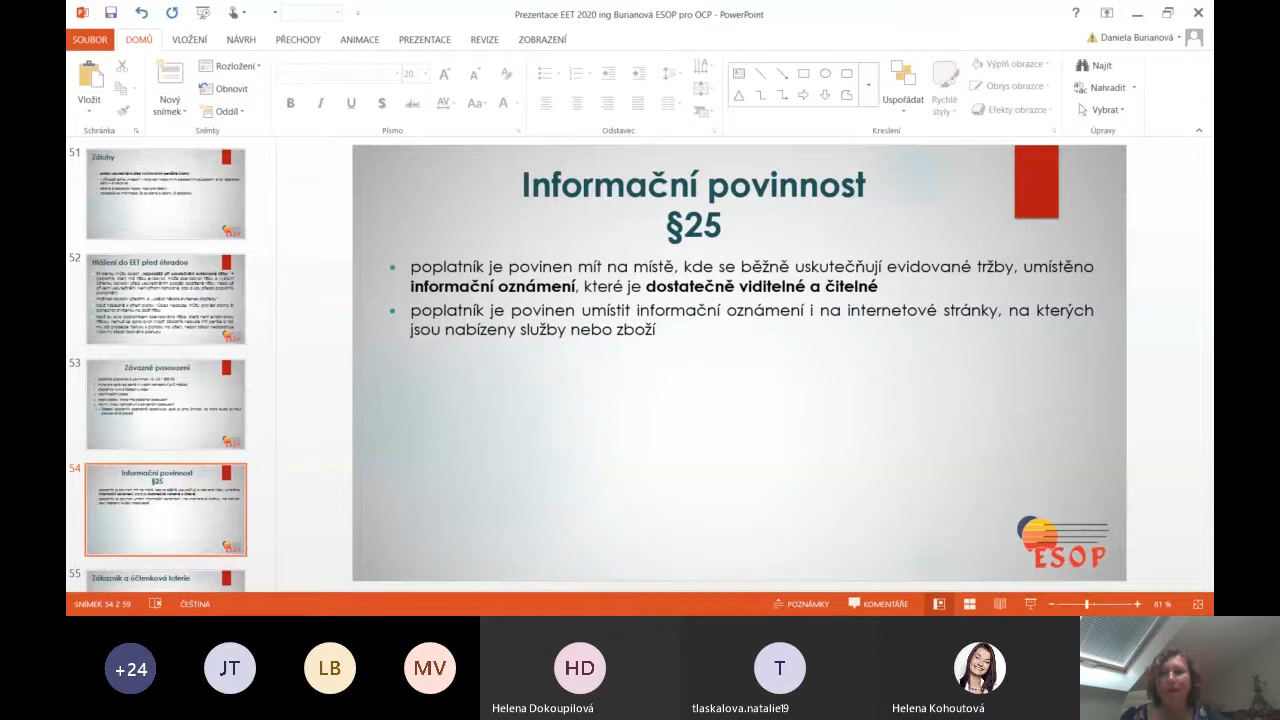 Prezentace EET 2020 ing Burianová ESOP pro OCP - PowerPoint
SOUBOR DOMŮ VLOŽENÍ NÁVRH PŘECHODY ANIMACE PREZENTACE REVIZE ZOBRAZENÍ
Daniela Burianová
Vložit
Nový snímek
Rozložení
Obnovit
Oddíl
20
Uspořádat
Rychlé styly
Výplň obrazce
Obrys obrazce
Efekty obrazce
Najít
Nahradit
Vybrat
Schránka Snímky Písmo Odstavec Kreslení Úpravy
51
Zálohy
52
Hlášení do EET před úhradou
53
Závazné posouzení
54
Informační povinnost
§25
55
Zákazník a účtenková loterie
Informační povinnost
§25
poplatník je povinen mít na místě, kde se běžně uskutečňují evidované tržby, umístěno
informační oznámení, které je dostatečně viditelné a čitelné
poplatník je povinen umístit informační oznámení i na internetové stránky, na kterých
jsou nabízeny služby nebo zboží
ESOP
SNÍMEK 54 Z 59 ČEŠTINA POZNÁMKY KOMENTÁŘE 81 %
+24 JT LB MV HD T
Helena Dokoupilová tlaskalova.natalie19 Helena Kohoutová